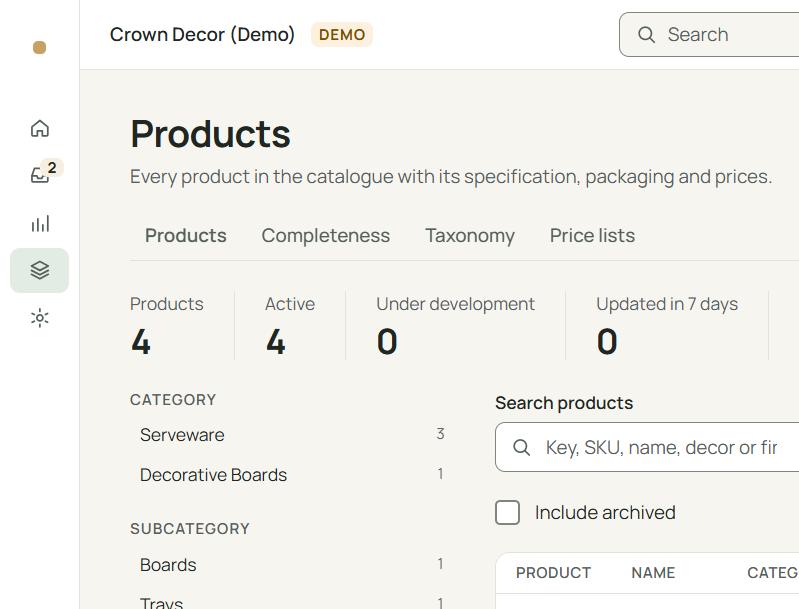 Crown Decor (Demo) DEMO Search
2
Products
Every product in the catalogue with its specification, packaging and prices.
Products Completeness Taxonomy Price lists
Products Active Under development Updated in 7 days
4 4 0 0
CATEGORY
Serveware 3
Decorative Boards 1
SUBCATEGORY
Boards 1
Trays 1
Search products
Key, SKU, name, decor or fir
Include archived
PRODUCT NAME CATEG